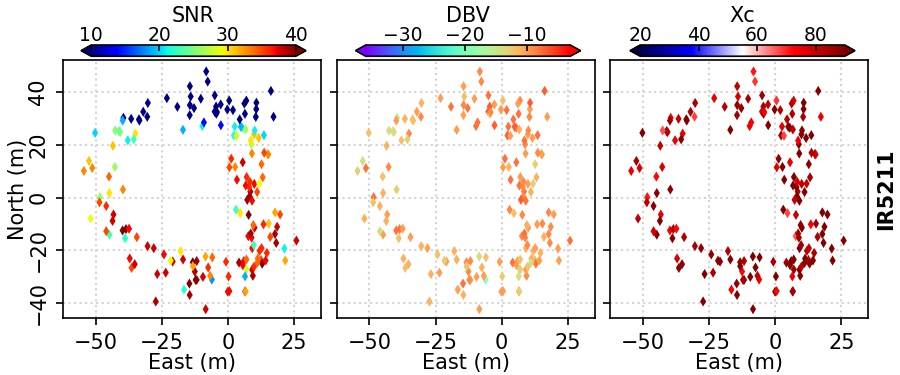 SNR DBV Xc
10 20 30 40 −30 −20 −10 20 40 60 80
North (m)
40
20
0
−20
−40
IR5211
−50 −25 0 25 −50 −25 0 25 −50 −25 0 25
East (m) East (m) East (m)